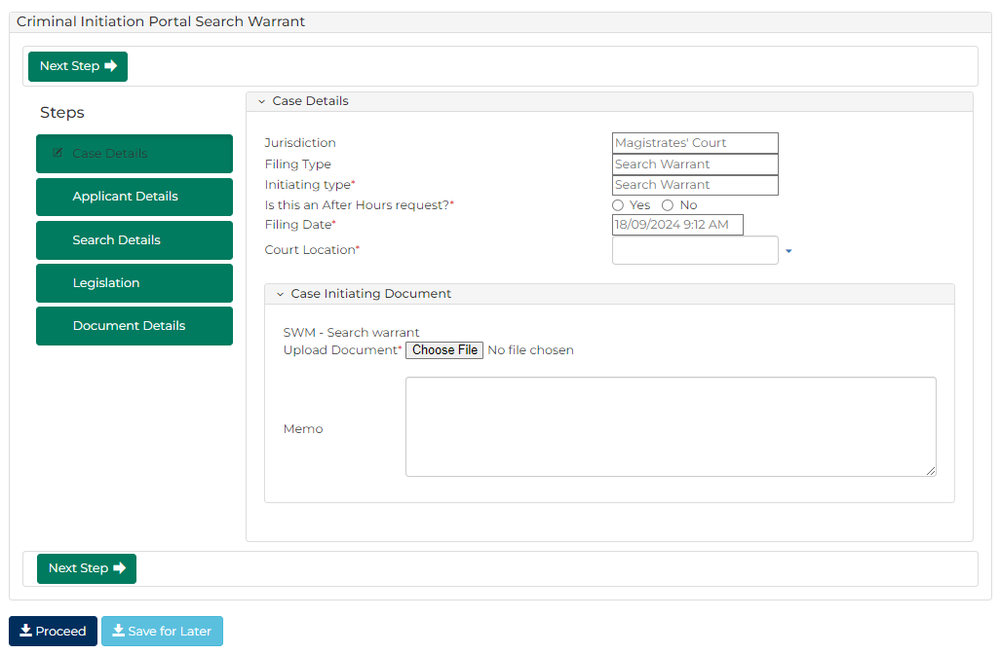 Criminal Initiation Portal Search Warrant
Next Step
Steps
Case Details
Applicant Details
Search Details
Legislation
Document Details
Case Details
Jurisdiction Magistrates' Court
Filing Type Search Warrant
Initiating type* Search Warrant
Is this an After Hours request?* Yes No
Filing Date* 18/09/2024 9:12 AM
Court Location*
Case Initiating Document
SWM - Search warrant
Upload Document* Choose File No file chosen
Memo
Next Step
Proceed Save for Later